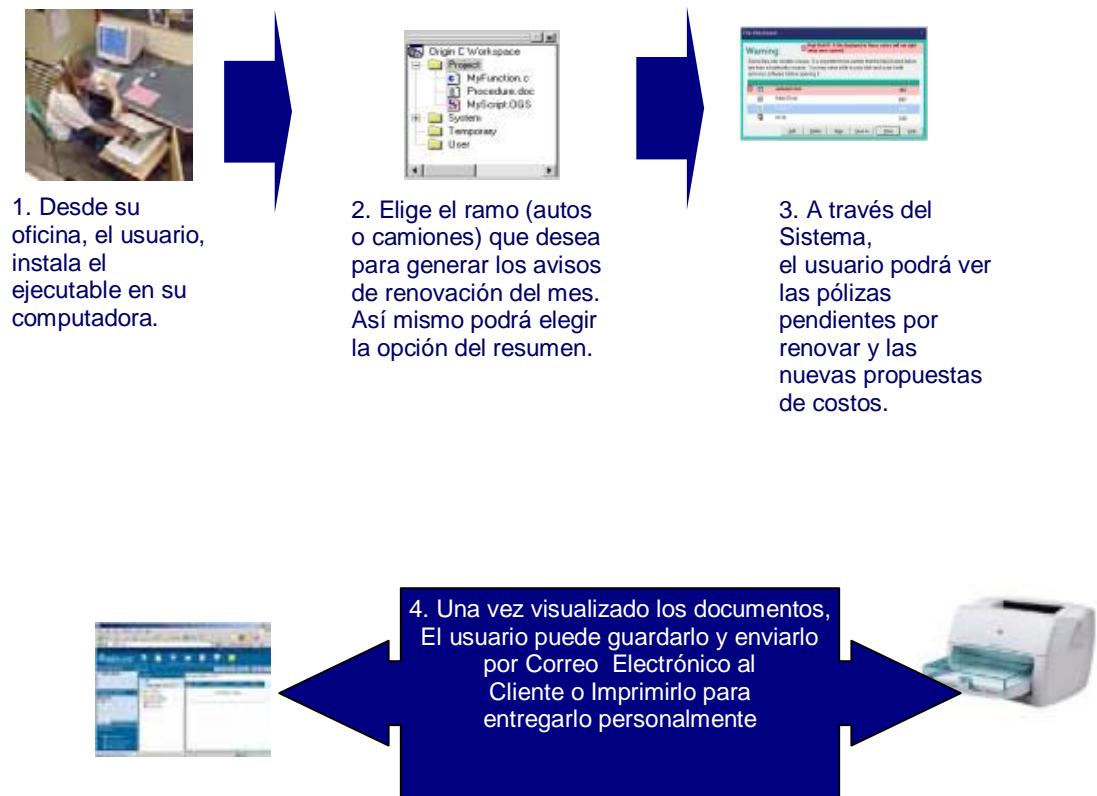 Origin C Workspace
Project
MyFunction.c
Procedure.doc
MyScript.OGS
System
Temporary
User
Warning:
1. Desde su
oficina, el usuario,
instala el
ejecutable en su
computadora.
2. Elige el ramo (autos
o camiones) que desea
para generar los avisos
de renovación del mes.
Así mismo podrá elegir
la opción del resumen.
3. A través del
Sistema,
el usuario podrá ver
las pólizas
pendientes por
renovar y las
nuevas propuestas
de costos.
4. Una vez visualizado los documentos,
El usuario puede guardarlo y enviarlo
por Correo Electrónico al
Cliente o Imprimirlo para
entregarlo personalmente